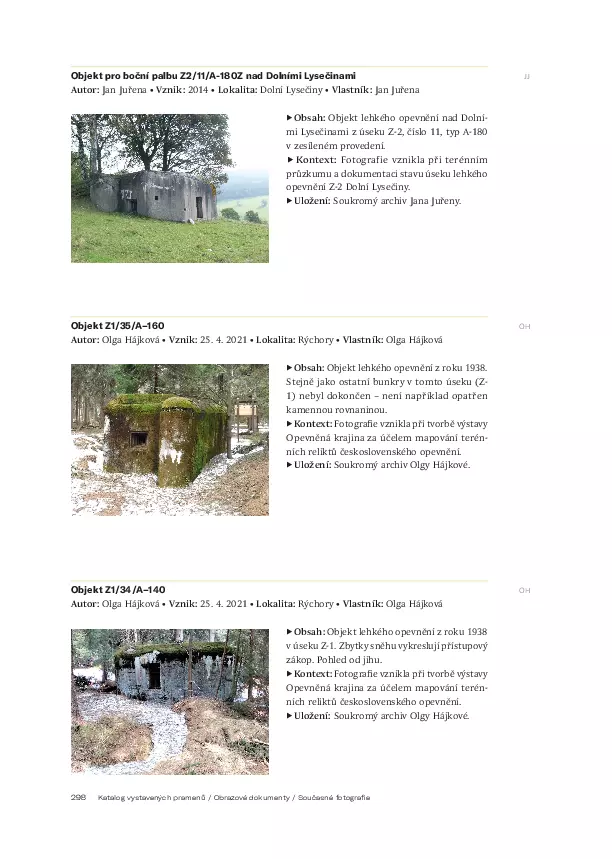 Objekt pro boční palbu Z2/11/A-180Z nad Dolními Lysečinami
JJ
Autor: Jan Juřena • Vznik: 2014 • Lokalita: Dolní Lysečiny • Vlastník: Jan Juřena
▶ Obsah: Objekt lehkého opevnění nad Dolní-
mi Lysečinami z úseku Z-2, číslo 11, typ A-180
v zesíleném provedení.
▶ Kontext: Fotografie vznikla při terénním
průzkumu a dokumentaci stavu úseku lehkého
opevnění Z-2 Dolní Lysečiny.
▶ Uložení: Soukromý archiv Jana Juřeny.
Objekt Z1/35/A–160
OH
Autor: Olga Hájková • Vznik: 25. 4. 2021 • Lokalita: Rýchory • Vlastník: Olga Hájková
▶ Obsah: Objekt lehkého opevnění z roku 1938.
Stejně jako ostatní bunkry v tomto úseku (Z-
1) nebyl dokončen – není například opatřen
kamennou rovnaninou.
▶ Kontext: Fotografie vznikla při tvorbě výstavy
Opevněná krajina za účelem mapování terén-
ních reliktů československého opevnění.
▶ Uložení: Soukromý archiv Olgy Hájkové.
Objekt Z1/34/A–140
OH
Autor: Olga Hájková • Vznik: 25. 4. 2021 • Lokalita: Rýchory • Vlastník: Olga Hájková
▶ Obsah: Objekt lehkého opevnění z roku 1938
v úseku Z-1. Zbytky sněhu vykreslují přístupový
zákop. Pohled od jihu.
▶ Kontext: Fotografie vznikla při tvorbě výstavy
Opevněná krajina za účelem mapování terén-
ních reliktů československého opevnění.
▶ Uložení: Soukromý archiv Olgy Hájkové.
298 Katalog vystavených pramenů / Obrazové dokumenty / Současné fotografie